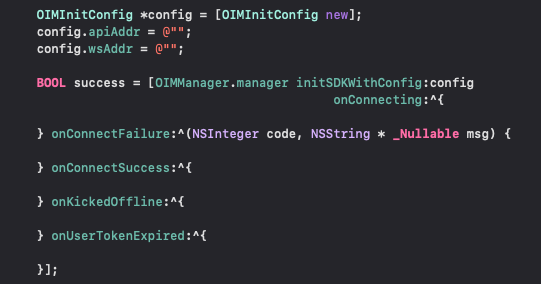 OIMInitConfig *config = [OIMInitConfig new];
config.apiAddr = @"";
config.wsAddr = @"";
BOOL success = [OIMManager.manager initSDKWithConfig:config
onConnecting:^{
} onConnectFailure:^(NSInteger code, NSString * _Nullable msg) {
} onConnectSuccess:^{
} onKickedOffline:^{
} onUserTokenExpired:^{
}];